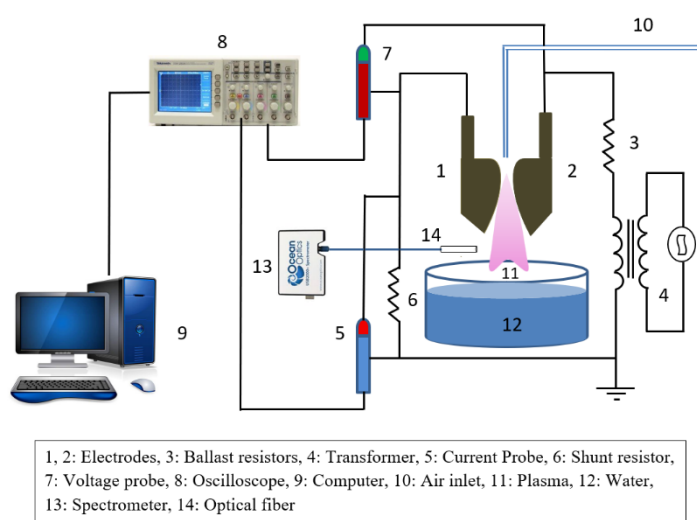 8
10
7
1
2
3
14
13
Ocean
Optics
11
6
4
12
5
9
1, 2: Electrodes, 3: Ballast resistors, 4: Transformer, 5: Current Probe, 6: Shunt resistor,
7: Voltage probe, 8: Oscilloscope, 9: Computer, 10: Air inlet, 11: Plasma, 12: Water,
13: Spectrometer, 14: Optical fiber